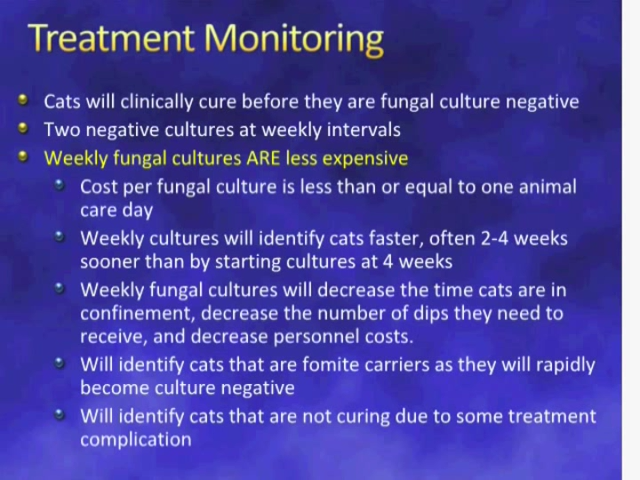 Treatment Monitoring
Cats will clinically cure before they are fungal culture negative
Two negative cultures at weekly intervals
Weekly fungal cultures ARE less expensive
Cost per fungal culture is less than or equal to one animal
care day
Weekly cultures will identify cats faster, often 2-4 weeks
sooner than by starting cultures at 4 weeks
Weekly fungal cultures will decrease the time cats are in
confinement, decrease the number of dips they need to
receive, and decrease personnel costs.
Will identify cats that are fomite carriers as they will rapidly
become culture negative
Will identify cats that are not curing due to some treatment
complication